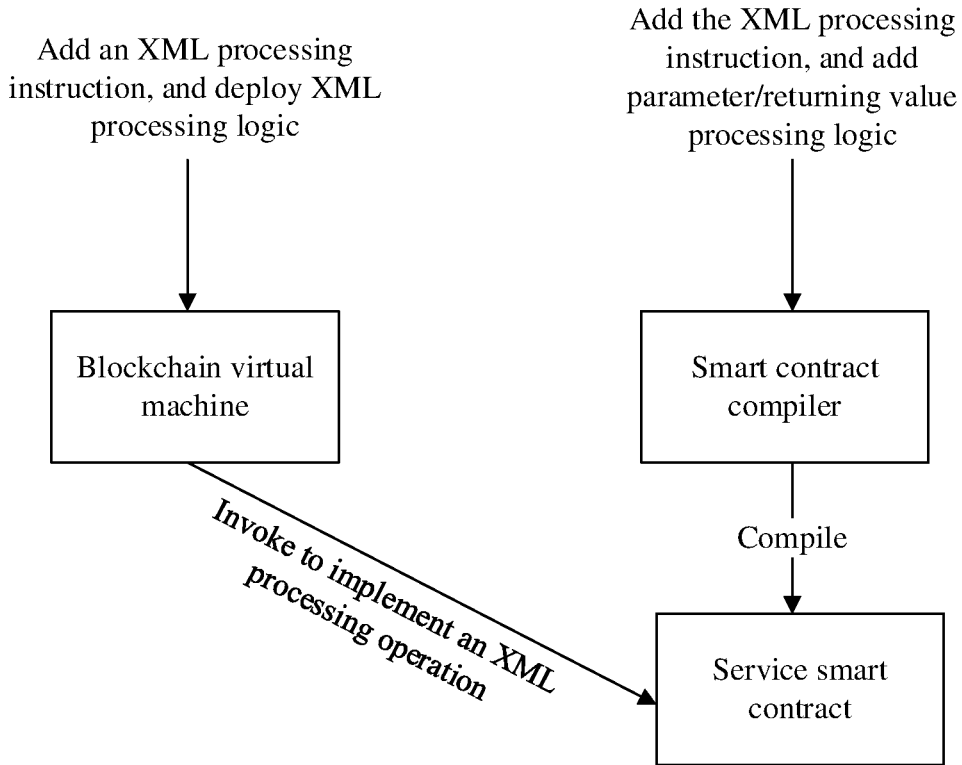 Add an XML processing
instruction, and deploy XML
processing logic
Add the XML processing
instruction, and add
parameter/returning value
processing logic
Blockchain virtual
machine
Smart contract
compiler
Invoke to implement an XML
processing operation
Compile
Service smart
contract